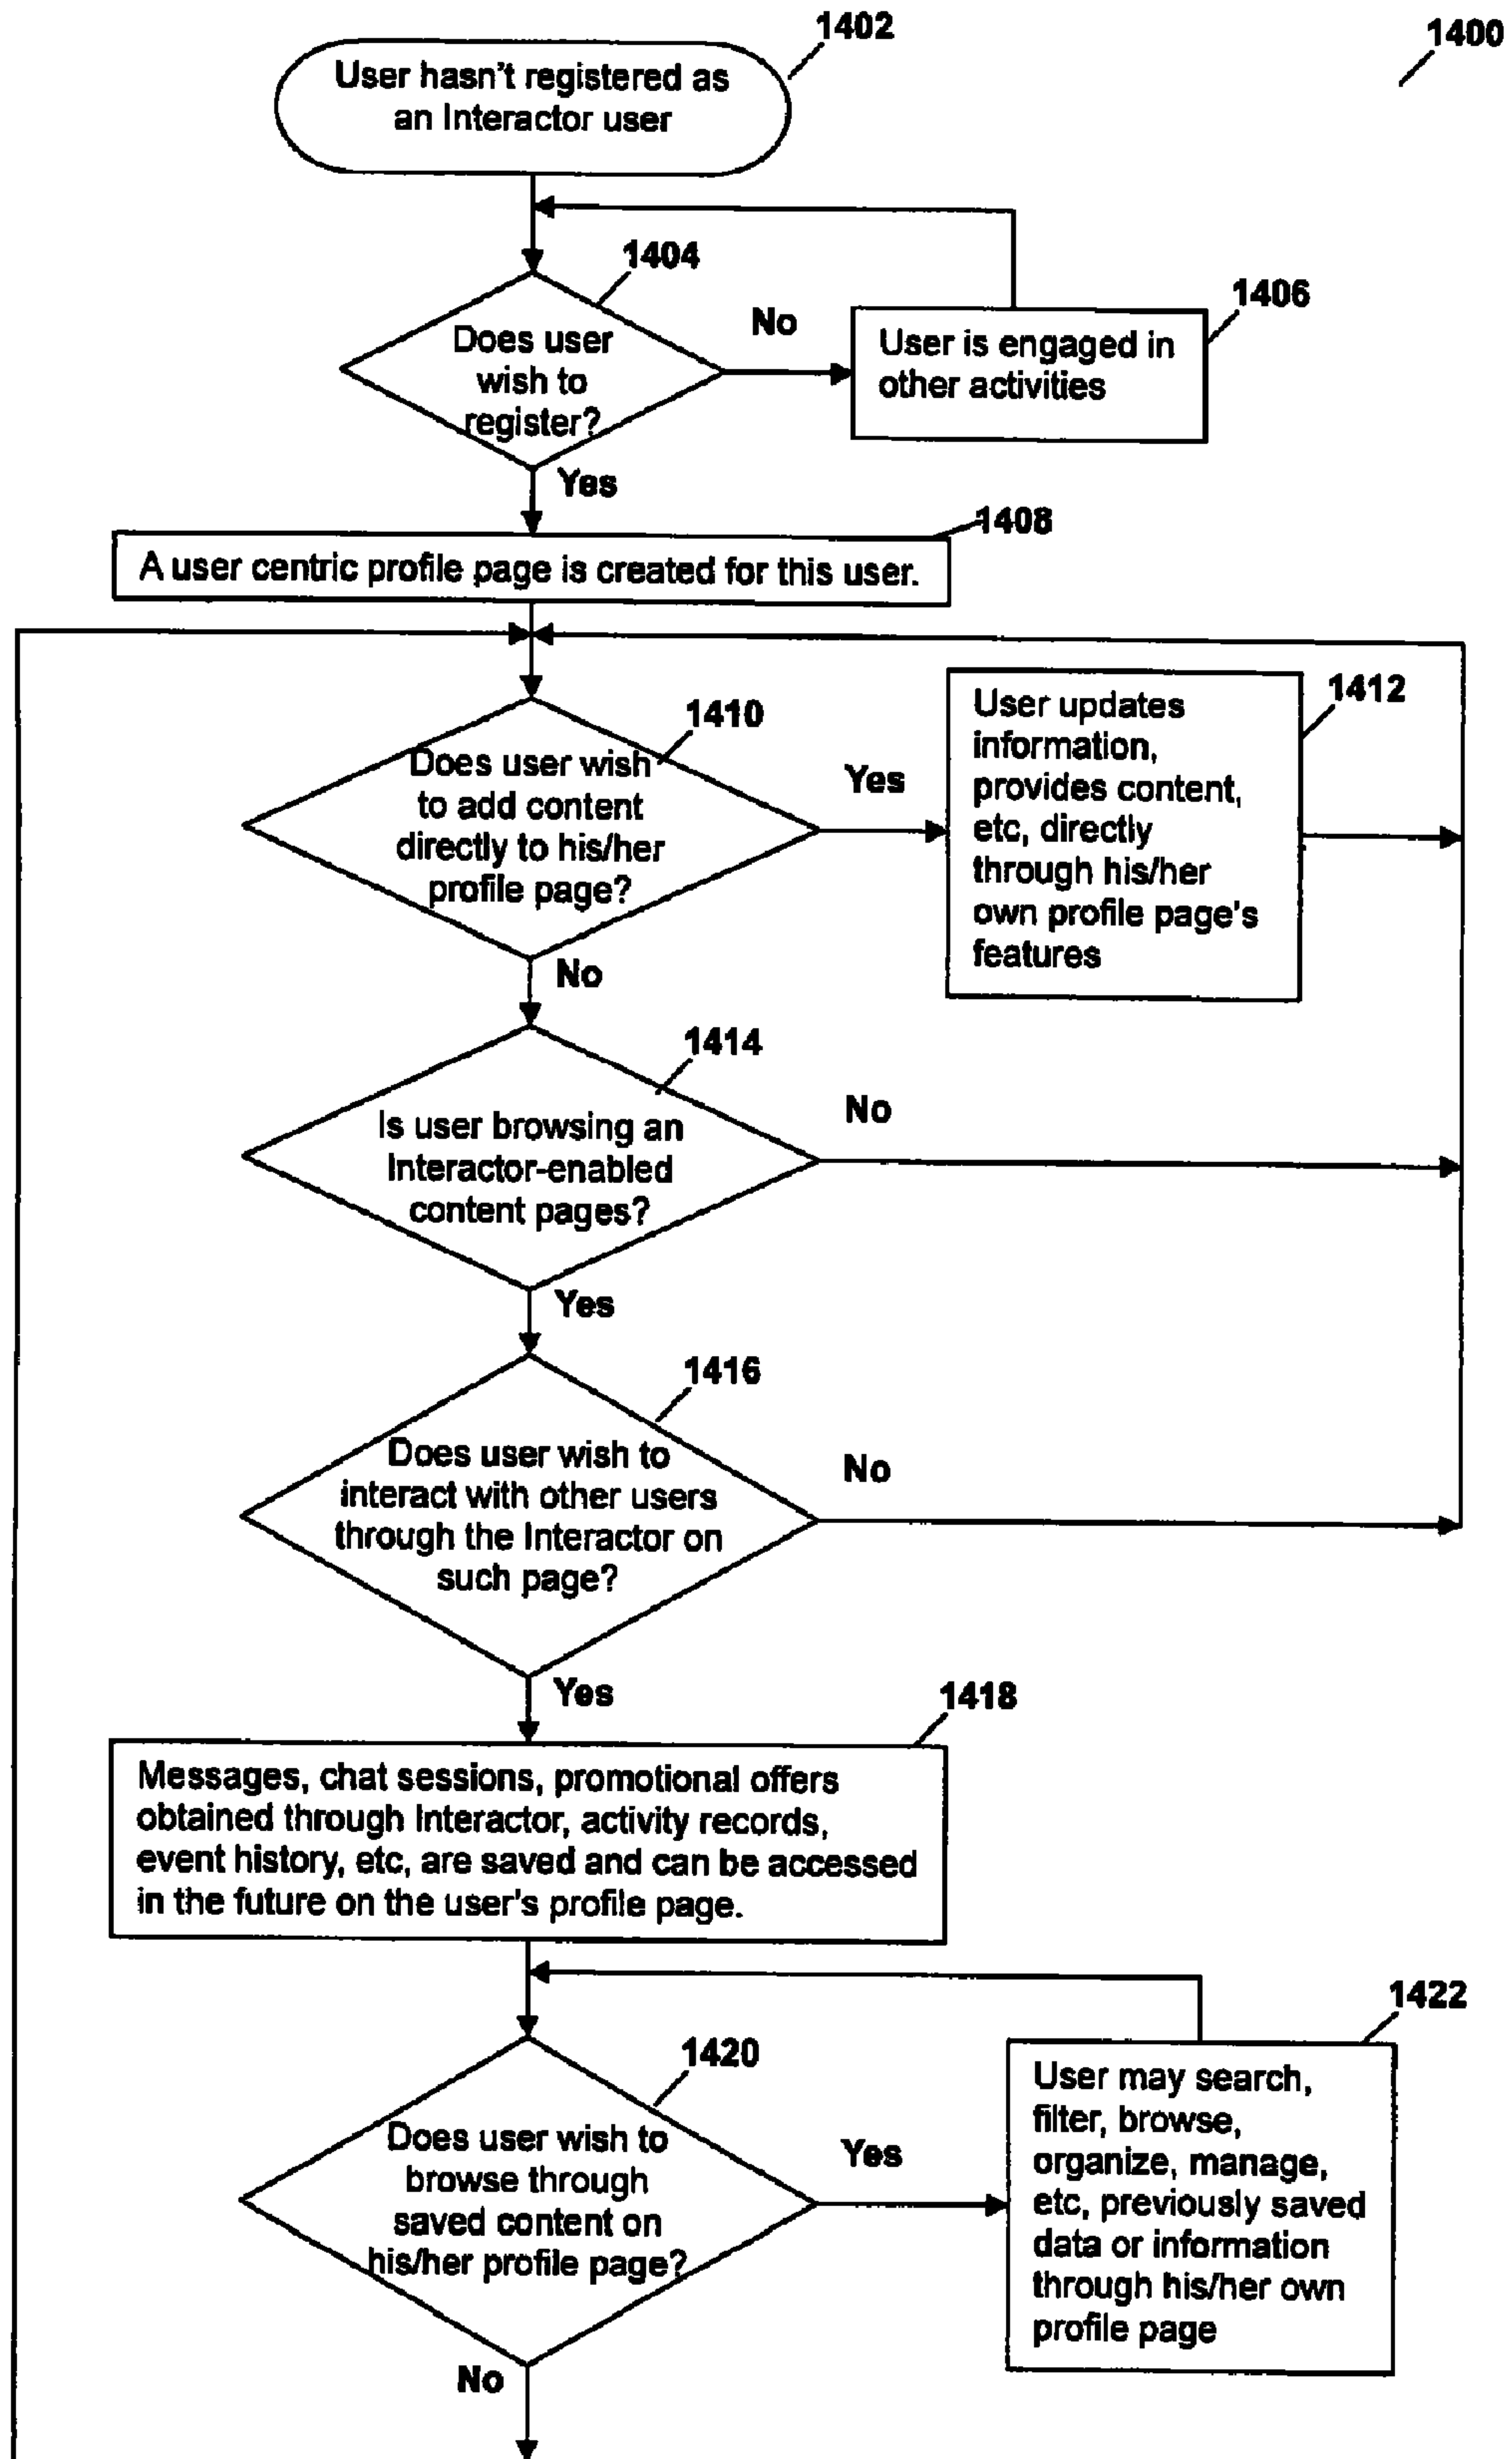 1402
1400
User hasn't registered as
an Interactor user
1404
Does user
wish to
register?
No
1406
User is engaged in
other activities
Yes
1408
A user centric profile page is created for this user.
1410
Does user wish
to add content
directly to his/her
profile page?
Yes
1412
User updates
information,
provides content,
etc, directly
through his/her
own profile page's
features
No
1414
Is user browsing an
Interactor-enabled
content pages?
No
Yes
1416
Does user wish to
interact with other users
through the Interactor on
such page?
No
Yes
1418
Messages, chat sessions, promotional offers
obtained through Interactor, activity records,
event history, etc, are saved and can be accessed
in the future on the user's profile page.
1420
Does user wish to
browse through
saved content on
his/her profile page?
Yes
1422
User may search,
filter, browse,
organize, manage,
etc, previously saved
data or information
through his/her own
profile page
No